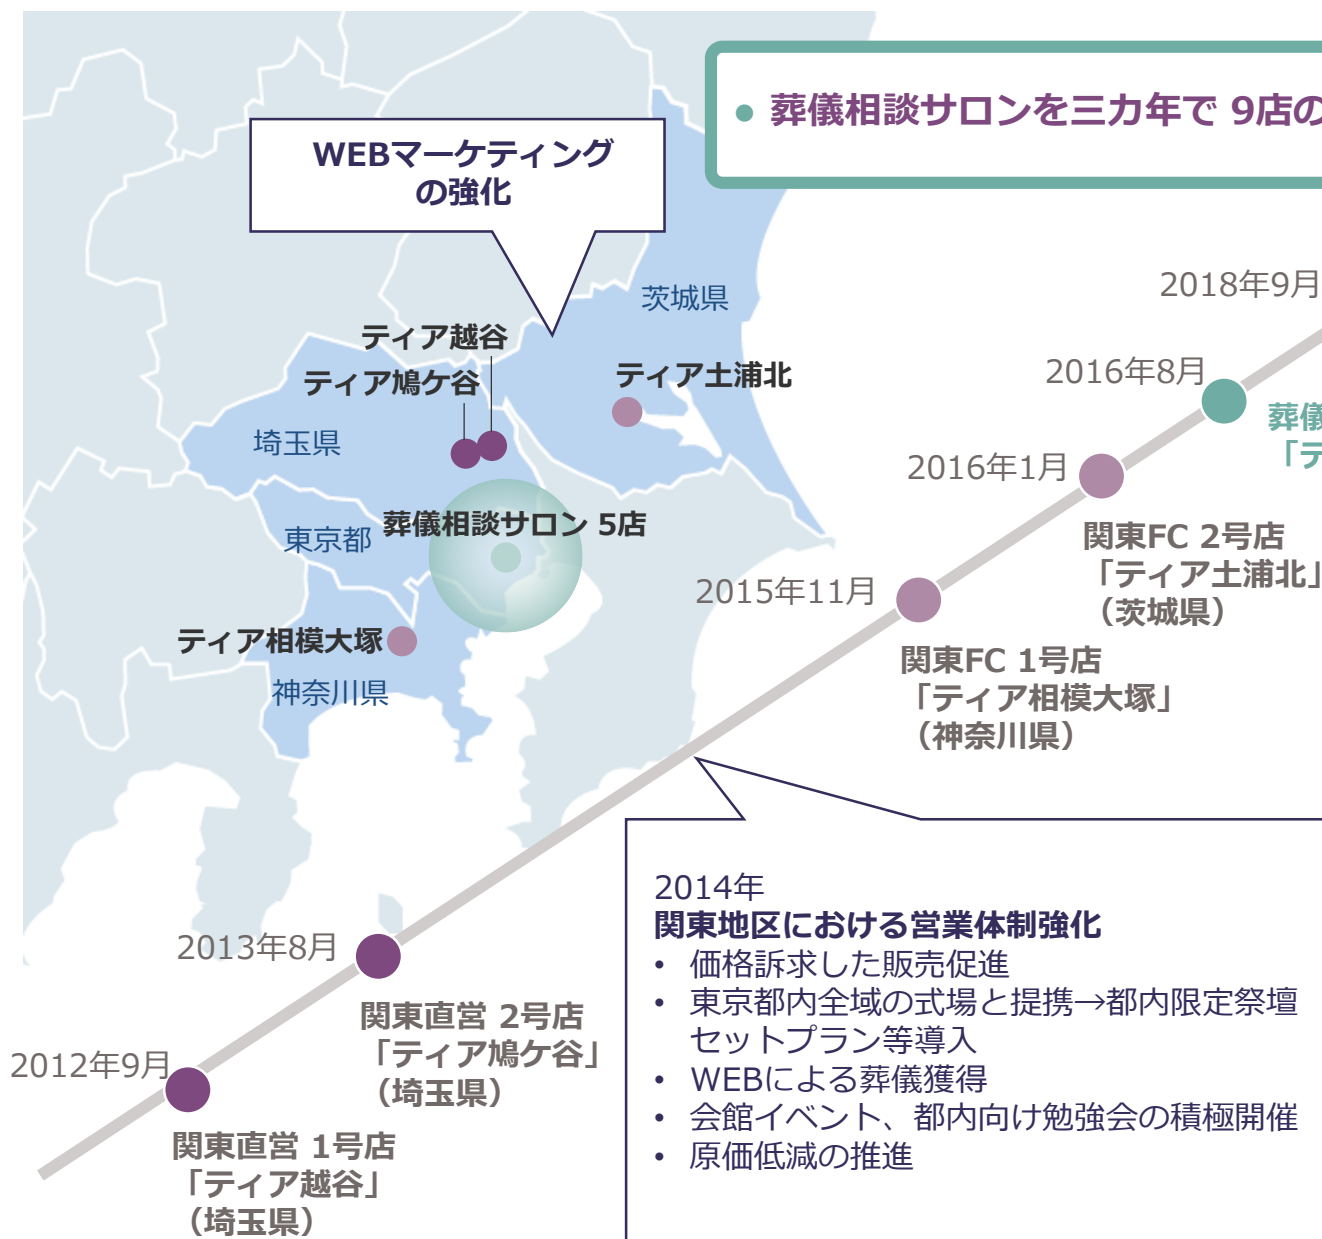 ● 葬儀相談サロンを三カ年で 9店の
WEBマーケティング
の強化
茨城県
ティア越谷
ティア鳩ケ谷
ティア土浦北
埼玉県
東京都
葬儀相談サロン 5店
ティア相模大塚
神奈川県
2018年9月
2016年8月
葬儀
「テ
2016年1月
関東FC 2号店
「ティア土浦北」
（茨城県）
2015年11月
関東FC 1号店
「ティア相模大塚」
（神奈川県）
2014年
関東地区における営業体制強化
• 価格訴求した販売促進
• 東京都内全域の式場と提携→都内限定祭壇
セットプラン等導入
• WEBによる葬儀獲得
• 会館イベント、都内向け勉強会の積極開催
• 原価低減の推進
2013年8月
関東直営 2号店
「ティア鳩ケ谷」
（埼玉県）
2012年9月
関東直営 1号店
「ティア越谷」
（埼玉県）